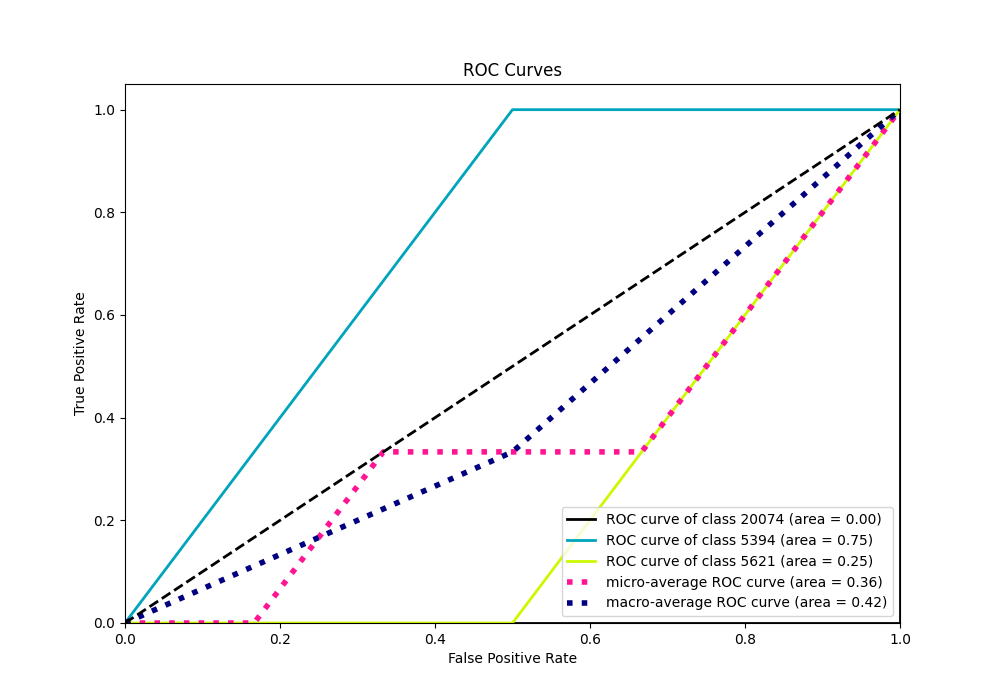 ROC Curves
True Positive Rate
1.0
0.8
0.6
0.4
0.2
0.0
0.0 0.2 0.4 0.6 0.8 1.0
False Positive Rate
ROC curve of class 20074 (area = 0.00)
ROC curve of class 5394 (area = 0.75)
ROC curve of class 5621 (area = 0.25)
micro-average ROC curve (area = 0.36)
macro-average ROC curve (area = 0.42)